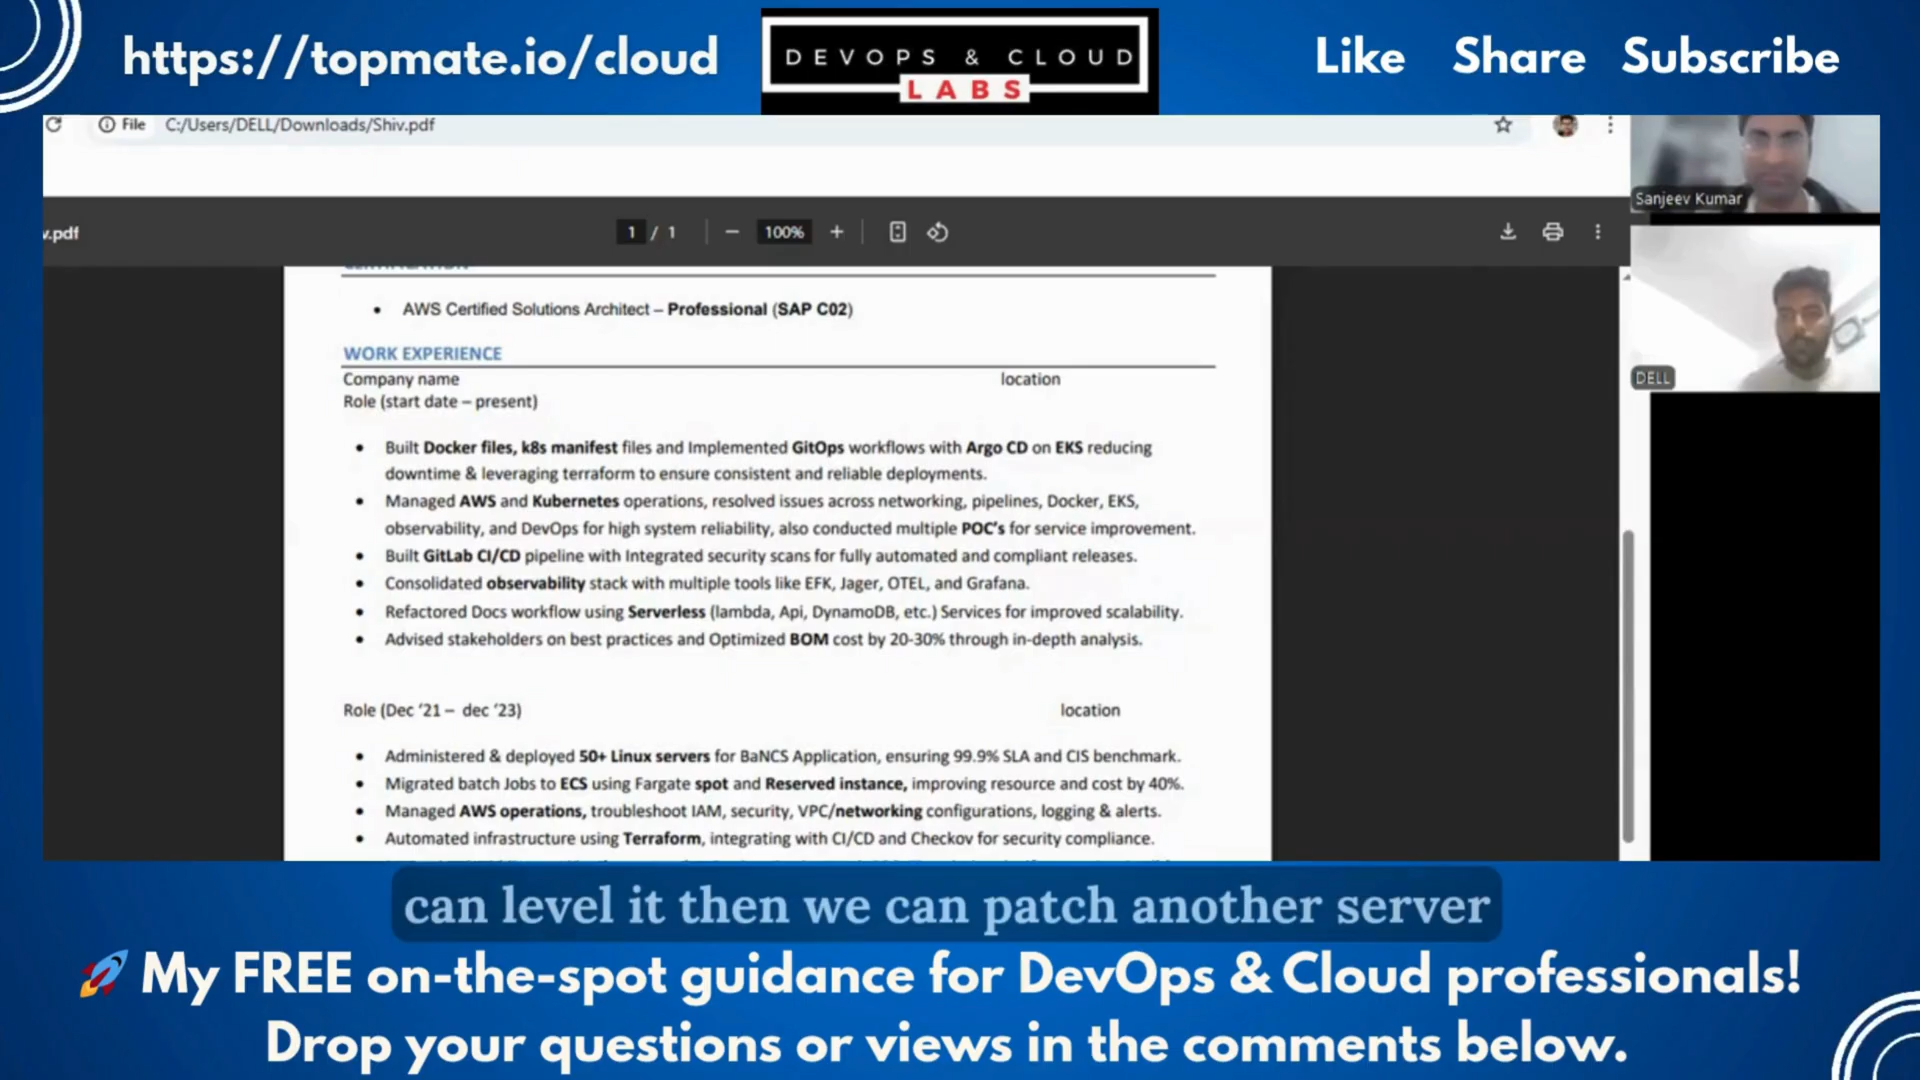 https://topmate.io/cloud
DEVOPS & CLOUD
LABS
Like Share Subscribe
File C:/Users/DELL/Downloads/Shiv.pdf
Sanjeev Kumar
v.pdf
1 / 1
100%
DELL
CERTIFICATION
• AWS Certified Solutions Architect – Professional (SAP C02)
WORK EXPERIENCE
Company name location
Role (start date – present)
• Built Docker files, k8s manifest files and Implemented GitOps workflows with Argo CD on EKS reducing
downtime & leveraging terraform to ensure consistent and reliable deployments.
• Managed AWS and Kubernetes operations, resolved issues across networking, pipelines, Docker, EKS,
observability, and DevOps for high system reliability, also conducted multiple POC's for service improvement.
• Built GitLab CI/CD pipeline with Integrated security scans for fully automated and compliant releases.
• Consolidated observability stack with multiple tools like EFK, Jager, OTEL, and Grafana.
• Refactored Docs workflow using Serverless (lambda, Api, DynamoDB, etc.) Services for improved scalability.
• Advised stakeholders on best practices and Optimized BOM cost by 20-30% through in-depth analysis.
Role (Dec '21 – dec '23) location
• Administered & deployed 50+ Linux servers for BaNCS Application, ensuring 99.9% SLA and CIS benchmark.
• Migrated batch Jobs to ECS using Fargate spot and Reserved instance, improving resource and cost by 40%.
• Managed AWS operations, troubleshoot IAM, security, VPC/networking configurations, logging & alerts.
• Automated infrastructure using Terraform, integrating with CI/CD and Checkov for security compliance.
can level it then we can patch another server
🚀 My FREE on-the-spot guidance for DevOps & Cloud professionals!
Drop your questions or views in the comments below.